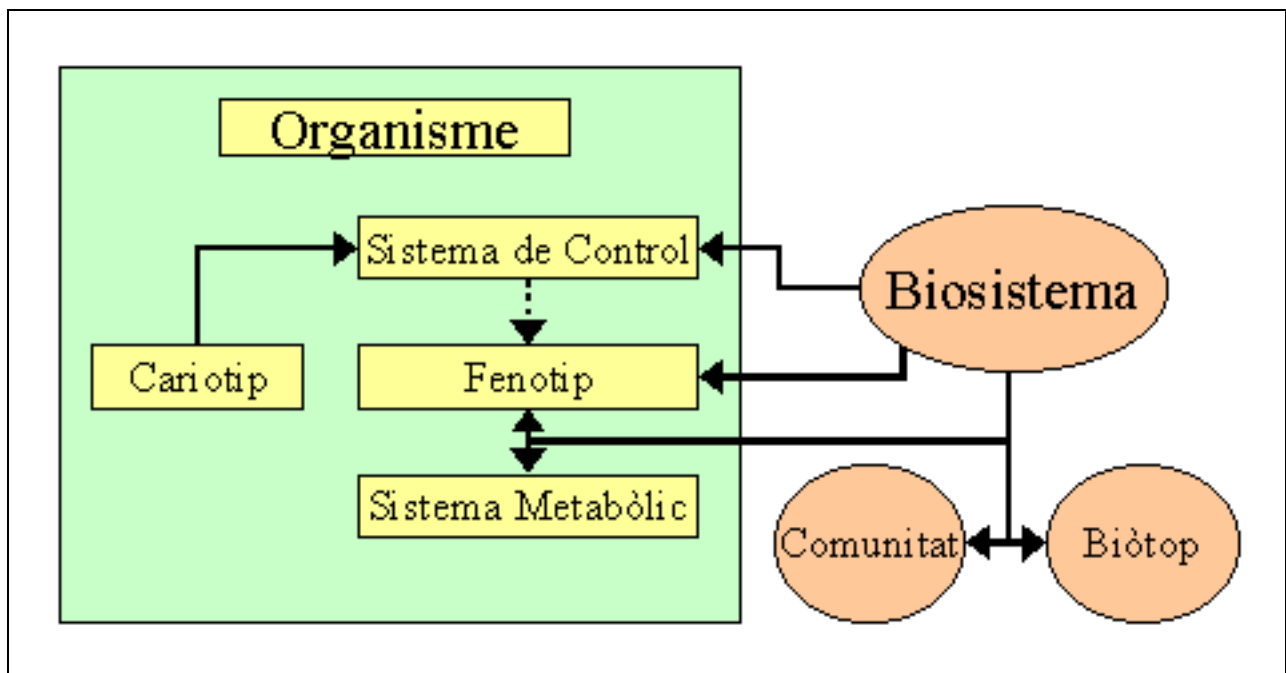 Organisme
Sistema de Control
Biosistema
Cariotip
Fenotip
Sistema Metabòlic
Comunitat
Biòtop